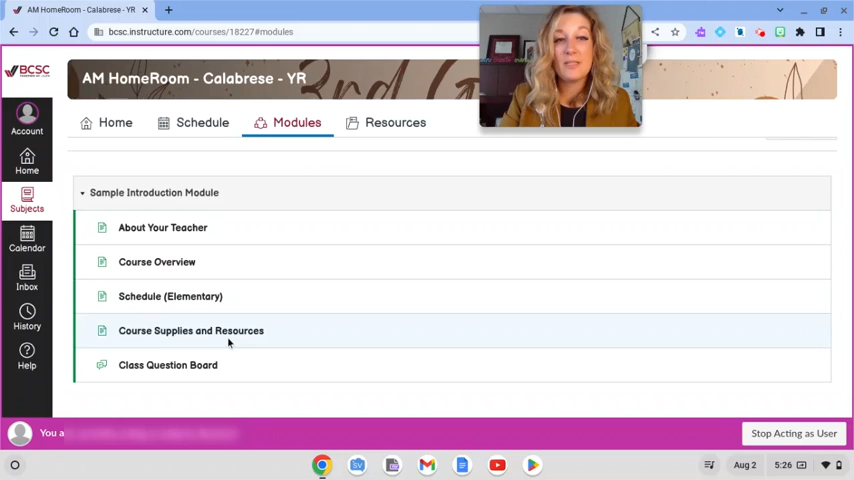 AM HomeRoom - Calabrese - YR
bcsc.instructure.com/courses/18227#modules
BCSC
AM HomeRoom - Calabrese - YR
3rd G
Account
Home
Subjects
Calendar
Inbox
History
Help
Home
Schedule
Modules
Resources
Sample Introduction Module
About Your Teacher
Course Overview
Schedule (Elementary)
Course Supplies and Resources
Class Question Board
You a
Stop Acting as User
Aug 2
5:26